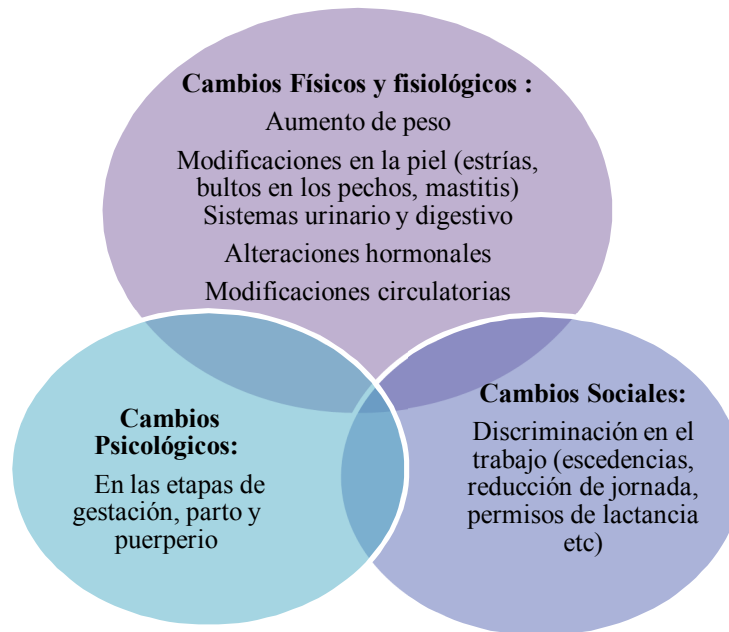 Cambios Físicos y fisiológicos :
Aumento de peso
Modificaciones en la piel (estrías,
bultos en los pechos, mastitis)
Sistemas urinario y digestivo
Alteraciones hormonales
Modificaciones circulatorias
Cambios
Psicológicos:
En las etapas de
gestación, parto y
puerperio
Cambios Sociales:
Discriminación en el
trabajo (escedencias,
reducción de jornada,
permisos de lactancia
etc)